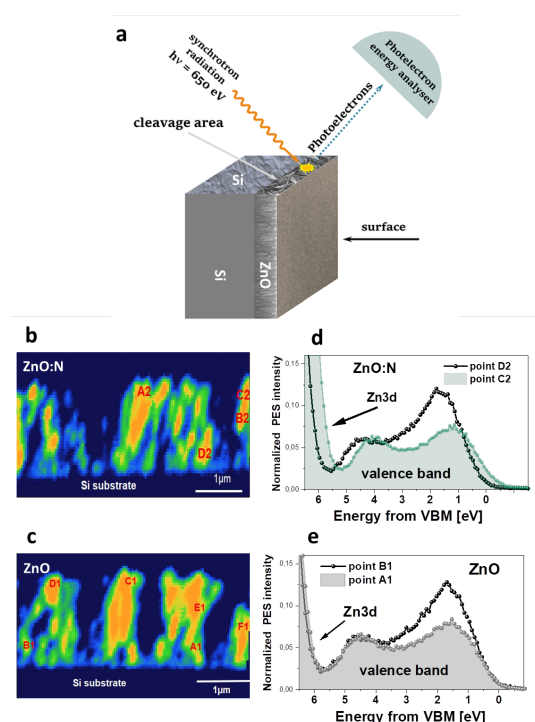 a
synchrotron
radiation
hν = 650 eV
Photelectron
energy analyser
Photoelectrons
cleavage area
Si
Si
ZnO
surface
b
ZnO:N
A2
C2
B2
D2
Si substrate
1μm
d
ZnO:N
point D2
point C2
Zn3d
valence band
Normalized PES intensity
0,15
0,10
0,05
0,00
6 5 4 3 2 1 0
Energy from VBM [eV]
c
ZnO
D1
C1
E1
F1
B1
A1
Si substrate
1μm
e
point B1
point A1
ZnO
Zn3d
valence band
Normalized PES intensity
0,15
0,10
0,05
0,00
6 5 4 3 2 1 0
Energy from VBM [eV]